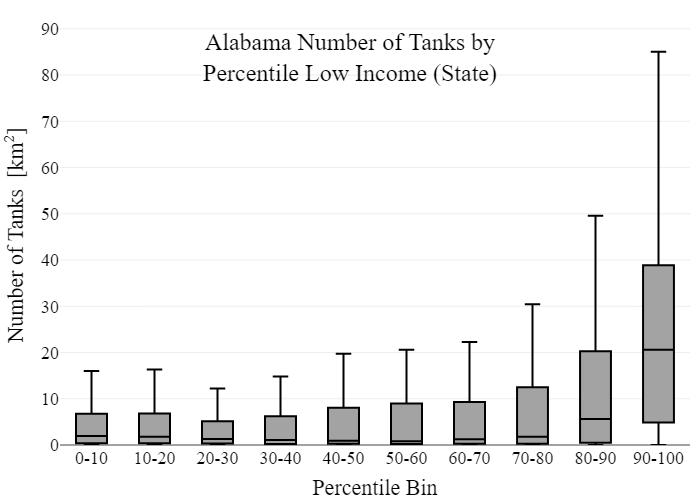 Alabama Number of Tanks by
Percentile Low Income (State)
Number of Tanks [km²]
90
80
70
60
50
40
30
20
10
0
0-10 10-20 20-30 30-40 40-50 50-60 60-70 70-80 80-90 90-100
Percentile Bin